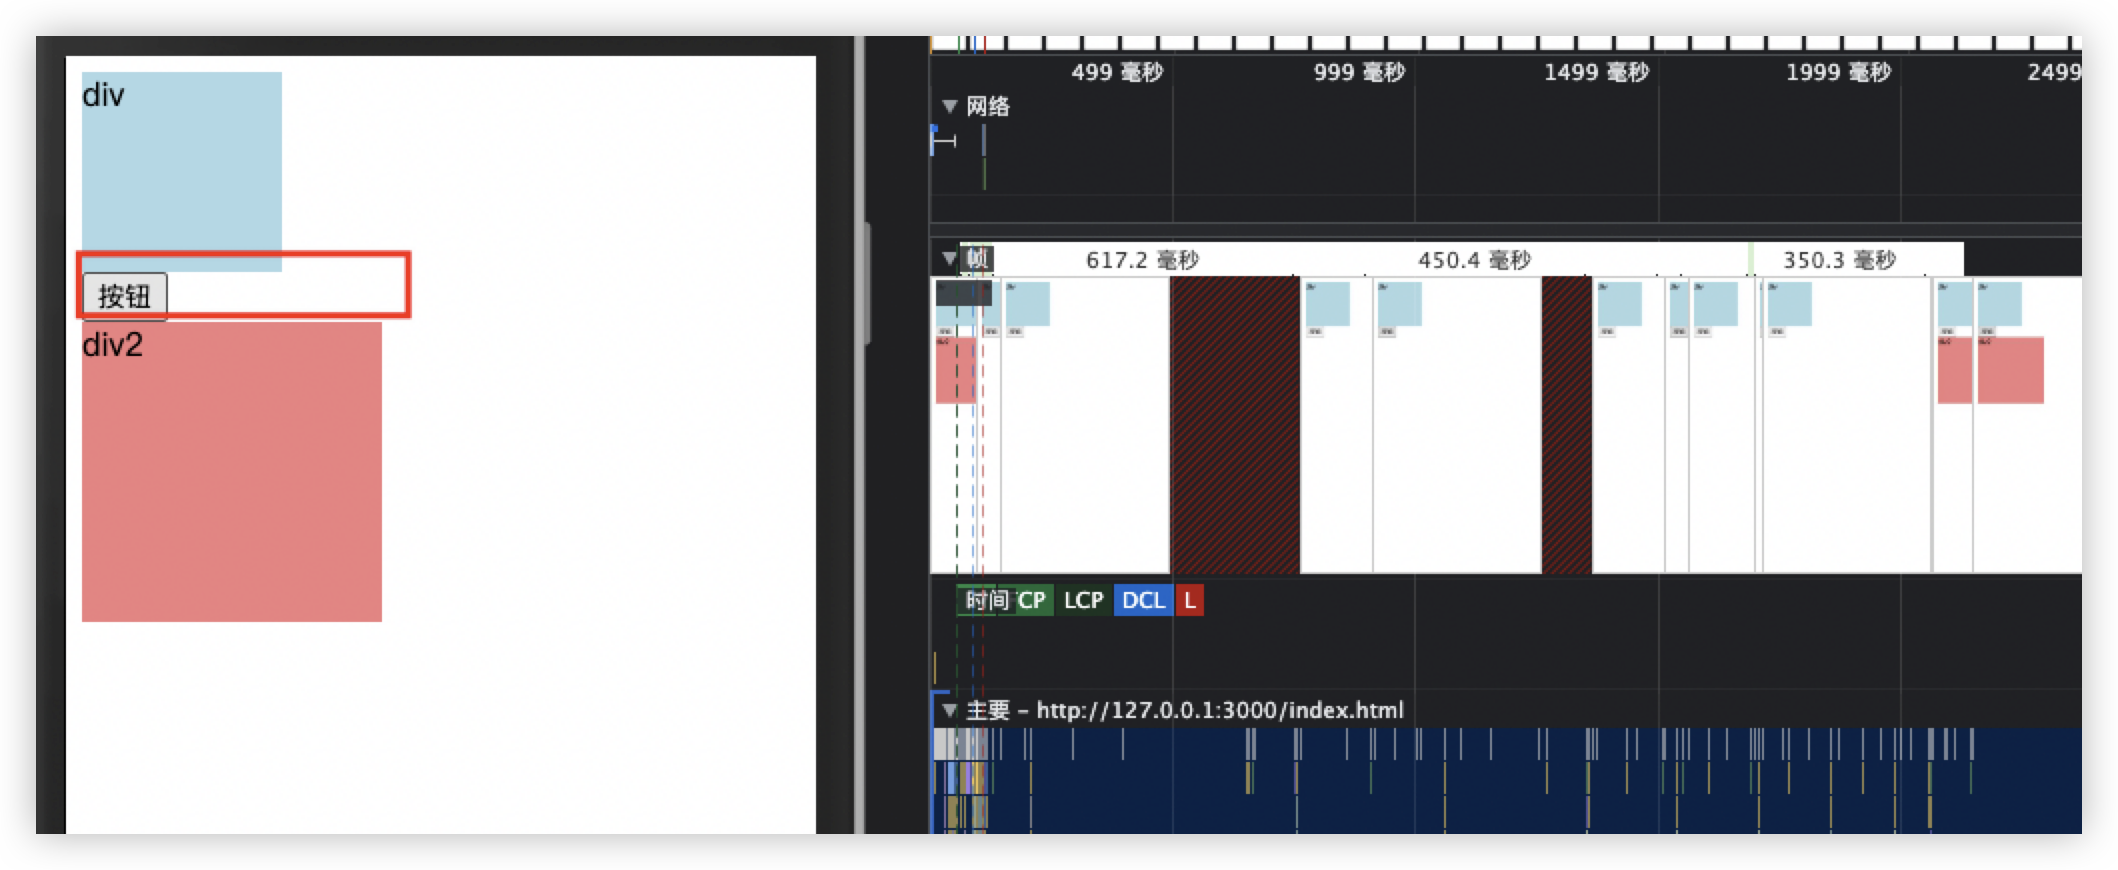 div
按钮
div2
499 毫秒
999 毫秒
1499 毫秒
1999 毫秒
2499
网络
帧
617.2 毫秒
450.4 毫秒
350.3 毫秒
时间
CP
LCP
DCL
L
主要 – http://127.0.0.1:3000/index.html